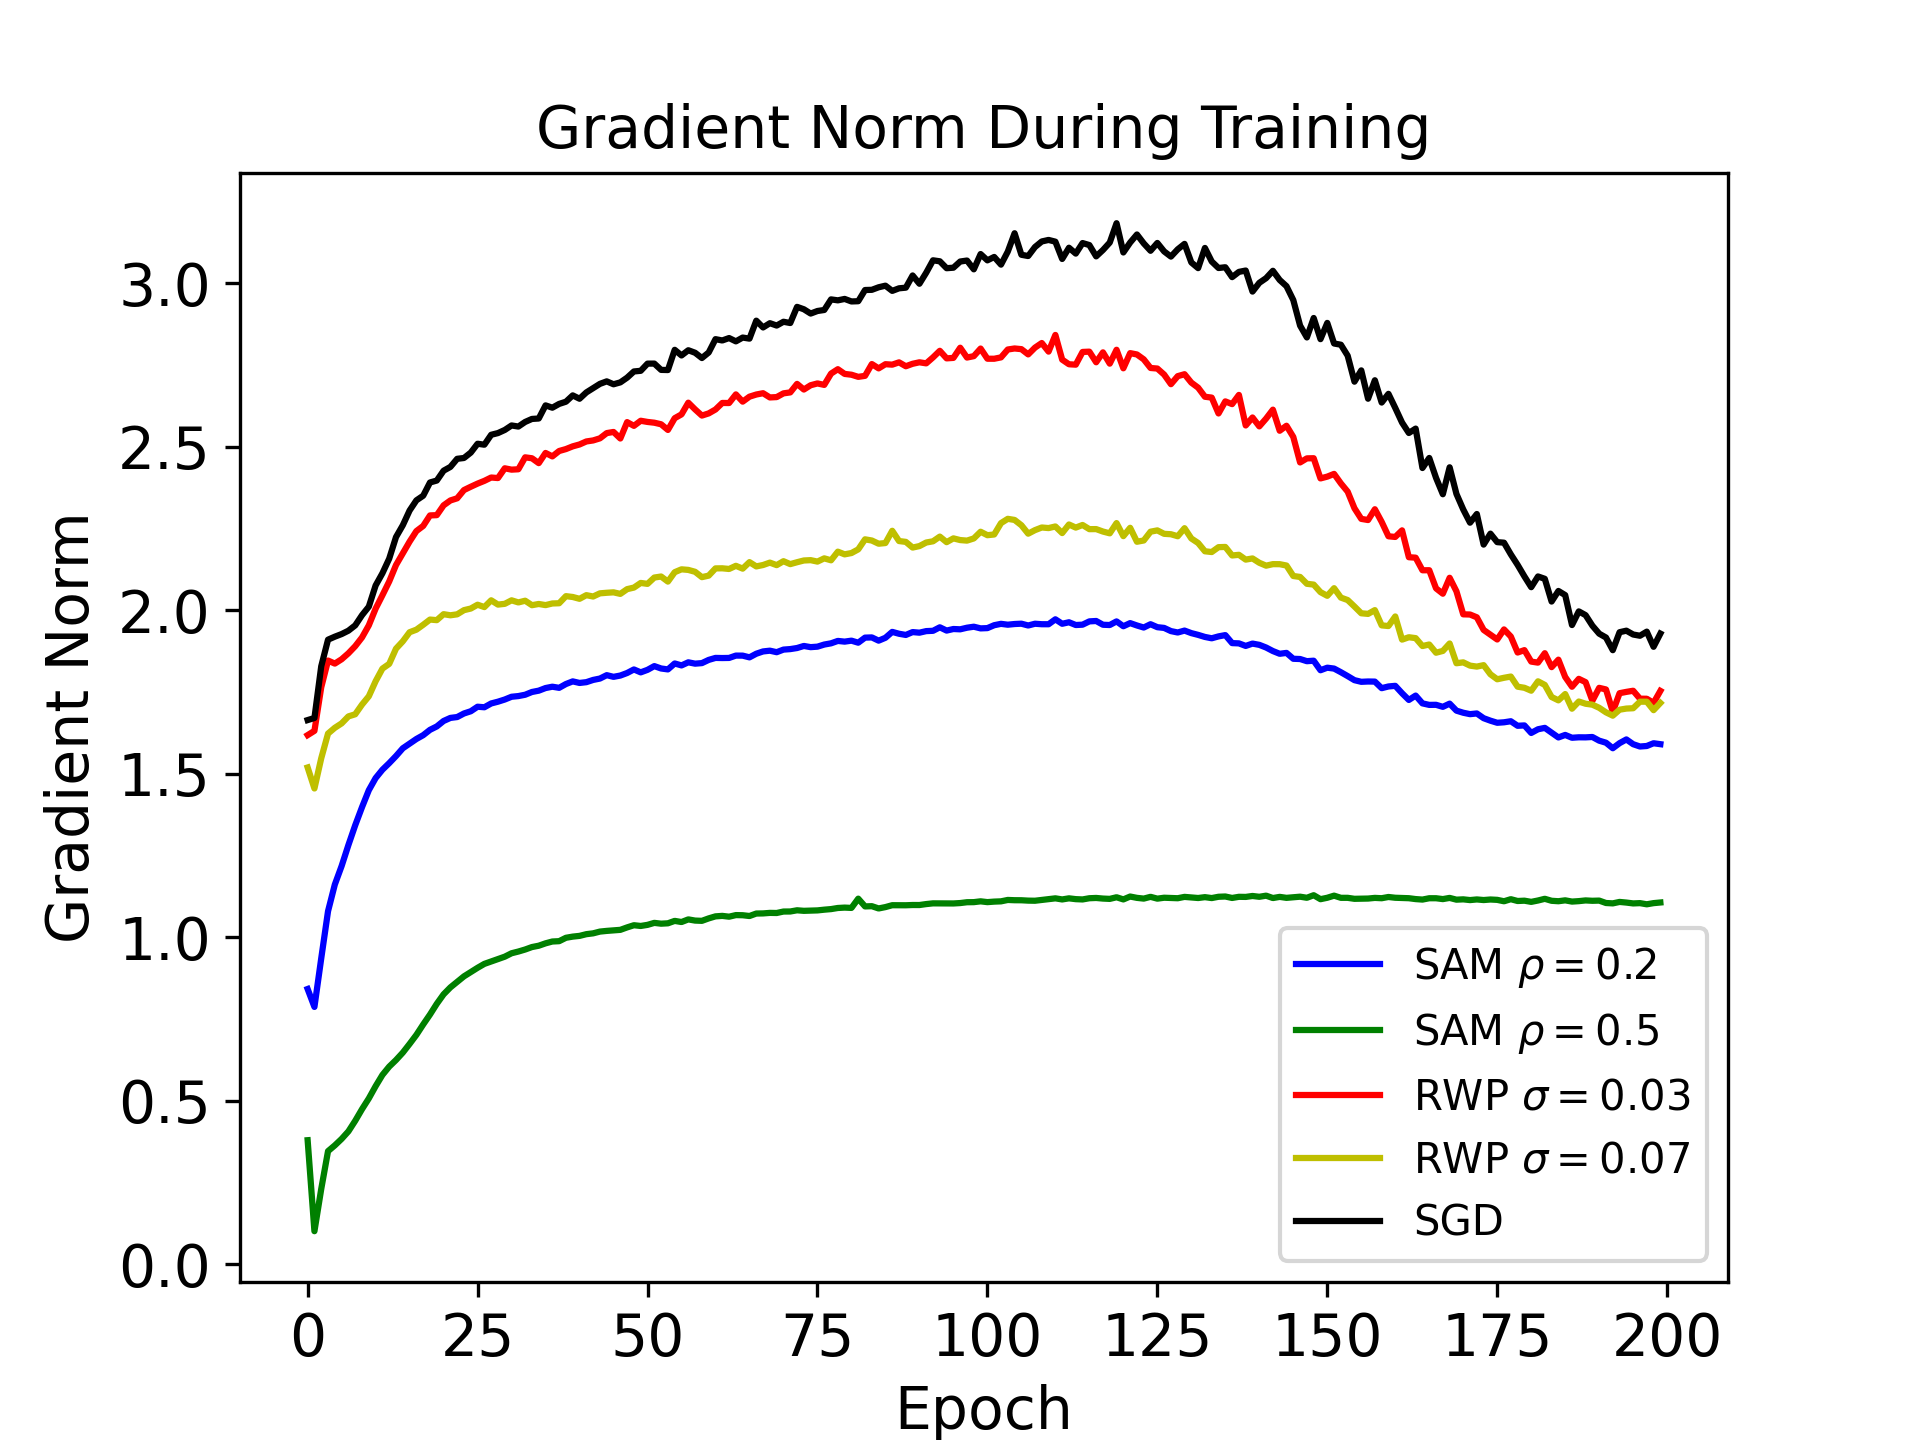 Gradient Norm During Training
Gradient Norm
3.0
2.5
2.0
1.5
1.0
0.5
0.0
0 25 50 75 100 125 150 175 200
Epoch
SAM ρ = 0.2
SAM ρ = 0.5
RWP σ = 0.03
RWP σ = 0.07
SGD